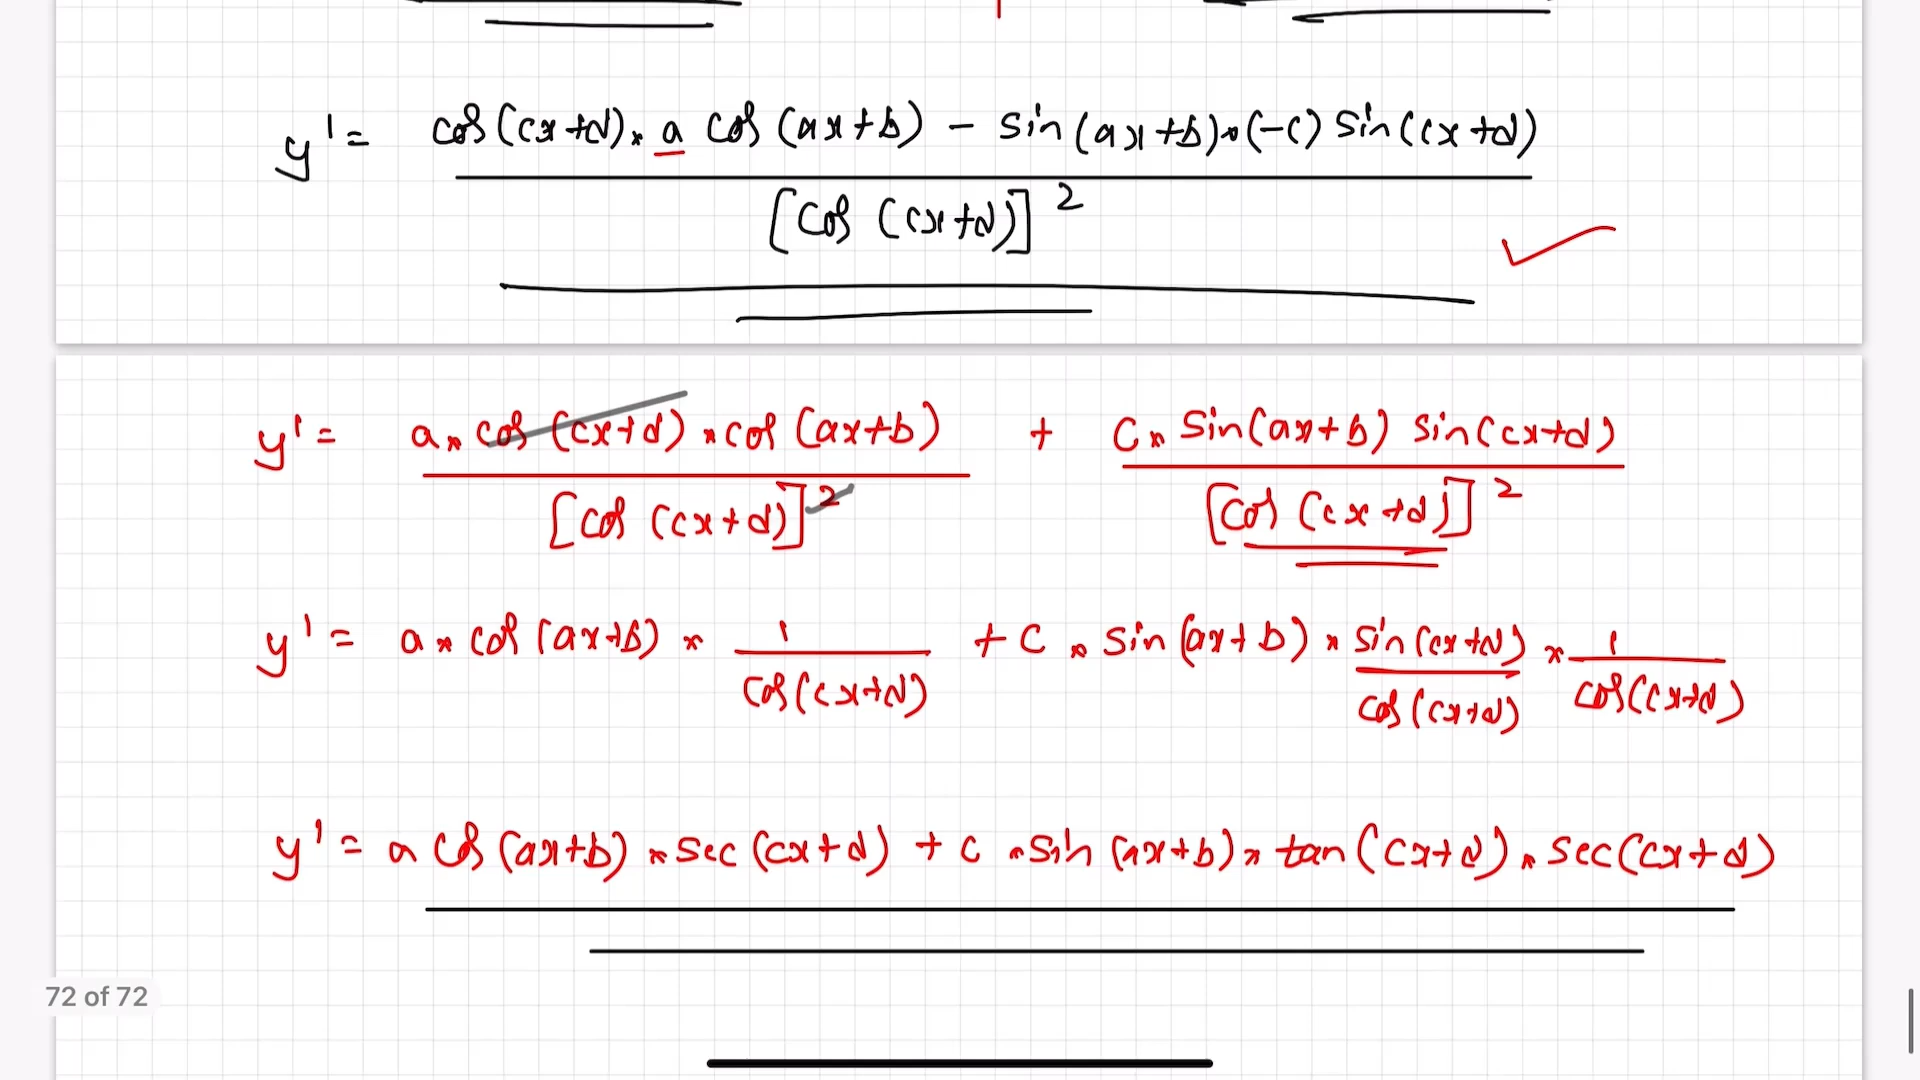 y' = cos(cx+d) * a cos(ax+b) - sin(ax+b) * (-c) sin(cx+d)
[cos(cx+d)]²
y' = a * cos(cx+d) * cos(ax+b) + c * sin(ax+b) sin(cx+d)
[cos(cx+d)]² [cos(cx+d)]²
y' = a * cos(ax+b) * 1 + c * sin(ax+b) * sin(cx+d) * 1
cos(cx+d) cos(cx+d) cos(cx+d)
y' = a cos(ax+b) * sec(cx+d) + c * sin(ax+b) * tan(cx+d) * sec(cx+d)
72 of 72